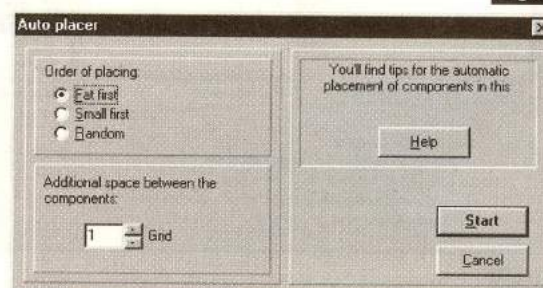 Auto placer
Order of placing:
Fat first
Small first
Random
Additional space between the
components:
1 Grid
You'll find tips for the automatic
placement of components in this
Help
Start
Cancel